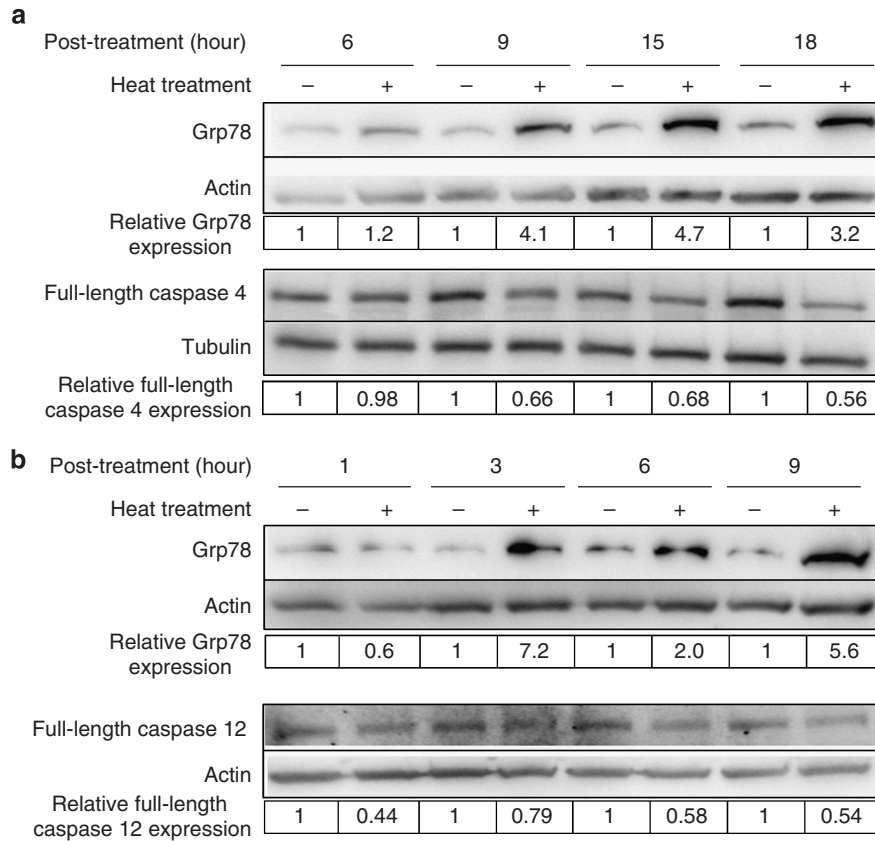 a
Post-treatment (hour) 6 9 15 18
Heat treatment – + – + – + – +
Grp78
Actin
Relative Grp78
expression
1 1.2 1 4.1 1 4.7 1 3.2
Full-length caspase 4
Tubulin
Relative full-length
caspase 4 expression
1 0.98 1 0.66 1 0.68 1 0.56
b
Post-treatment (hour) 1 3 6 9
Heat treatment – + – + – + – +
Grp78
Actin
Relative Grp78
expression
1 0.6 1 7.2 1 2.0 1 5.6
Full-length caspase 12
Actin
Relative full-length
caspase 12 expression
1 0.44 1 0.79 1 0.58 1 0.54